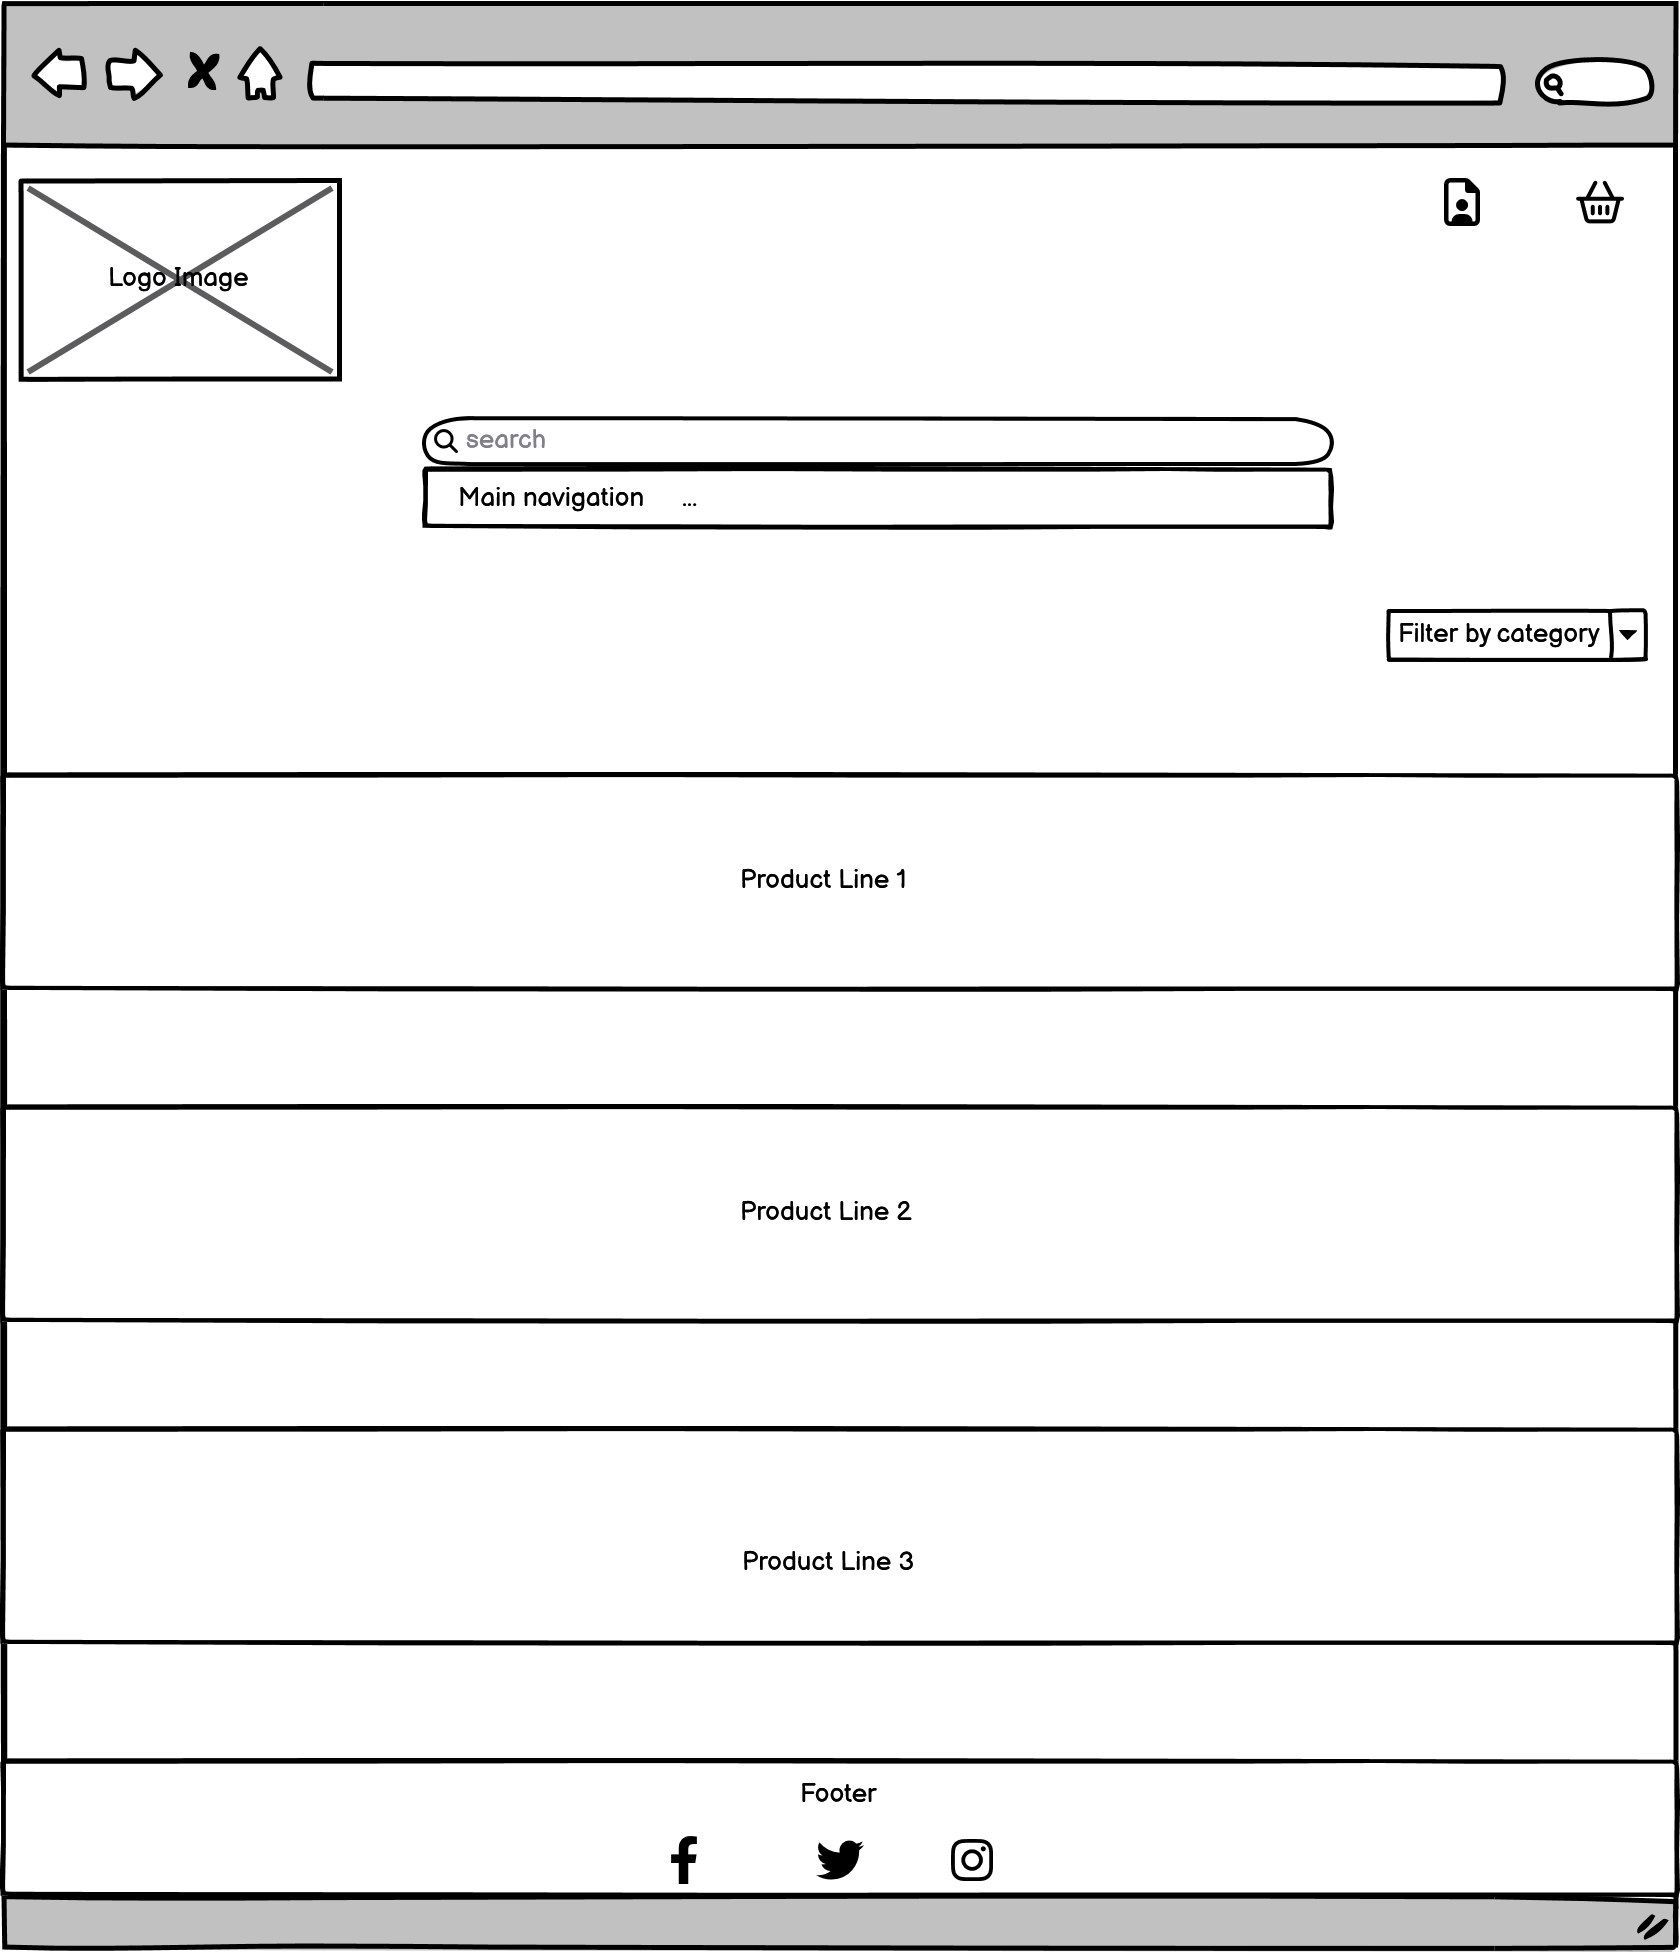 Logo Image
search
Main navigation ...
Filter by category
Product Line 1
Product Line 2
Product Line 3
Footer